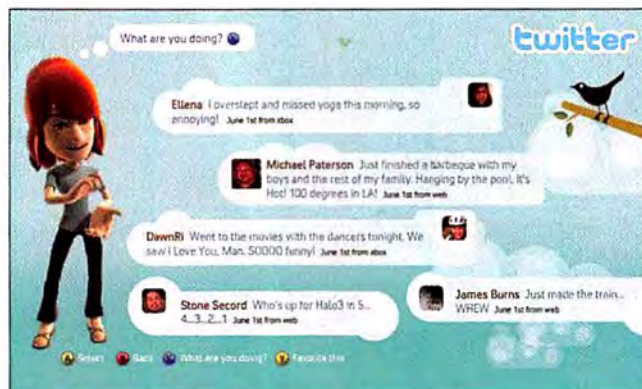 What are you doing?
twitter
Ellena I overslept and missed yoga this morning, so
annoying! June 1st from xbox
Michael Paterson Just finished a barbeque with my
boys and the rest of my family. Hanging by the pool. It's
Hot! 100 degrees in LA! June 1st from web
DawnRi Went to the movies with the dancers tonight. We
saw I Love You, Man. SOOOO funny! June 1st from xbox
Stone Secord Who's up for Halo3 in 5...
4...3...2...1 June 1st from web
James Burns Just made the train...
WHEW June 1st from web
A Select B Back X What are you doing? Y Favorite this